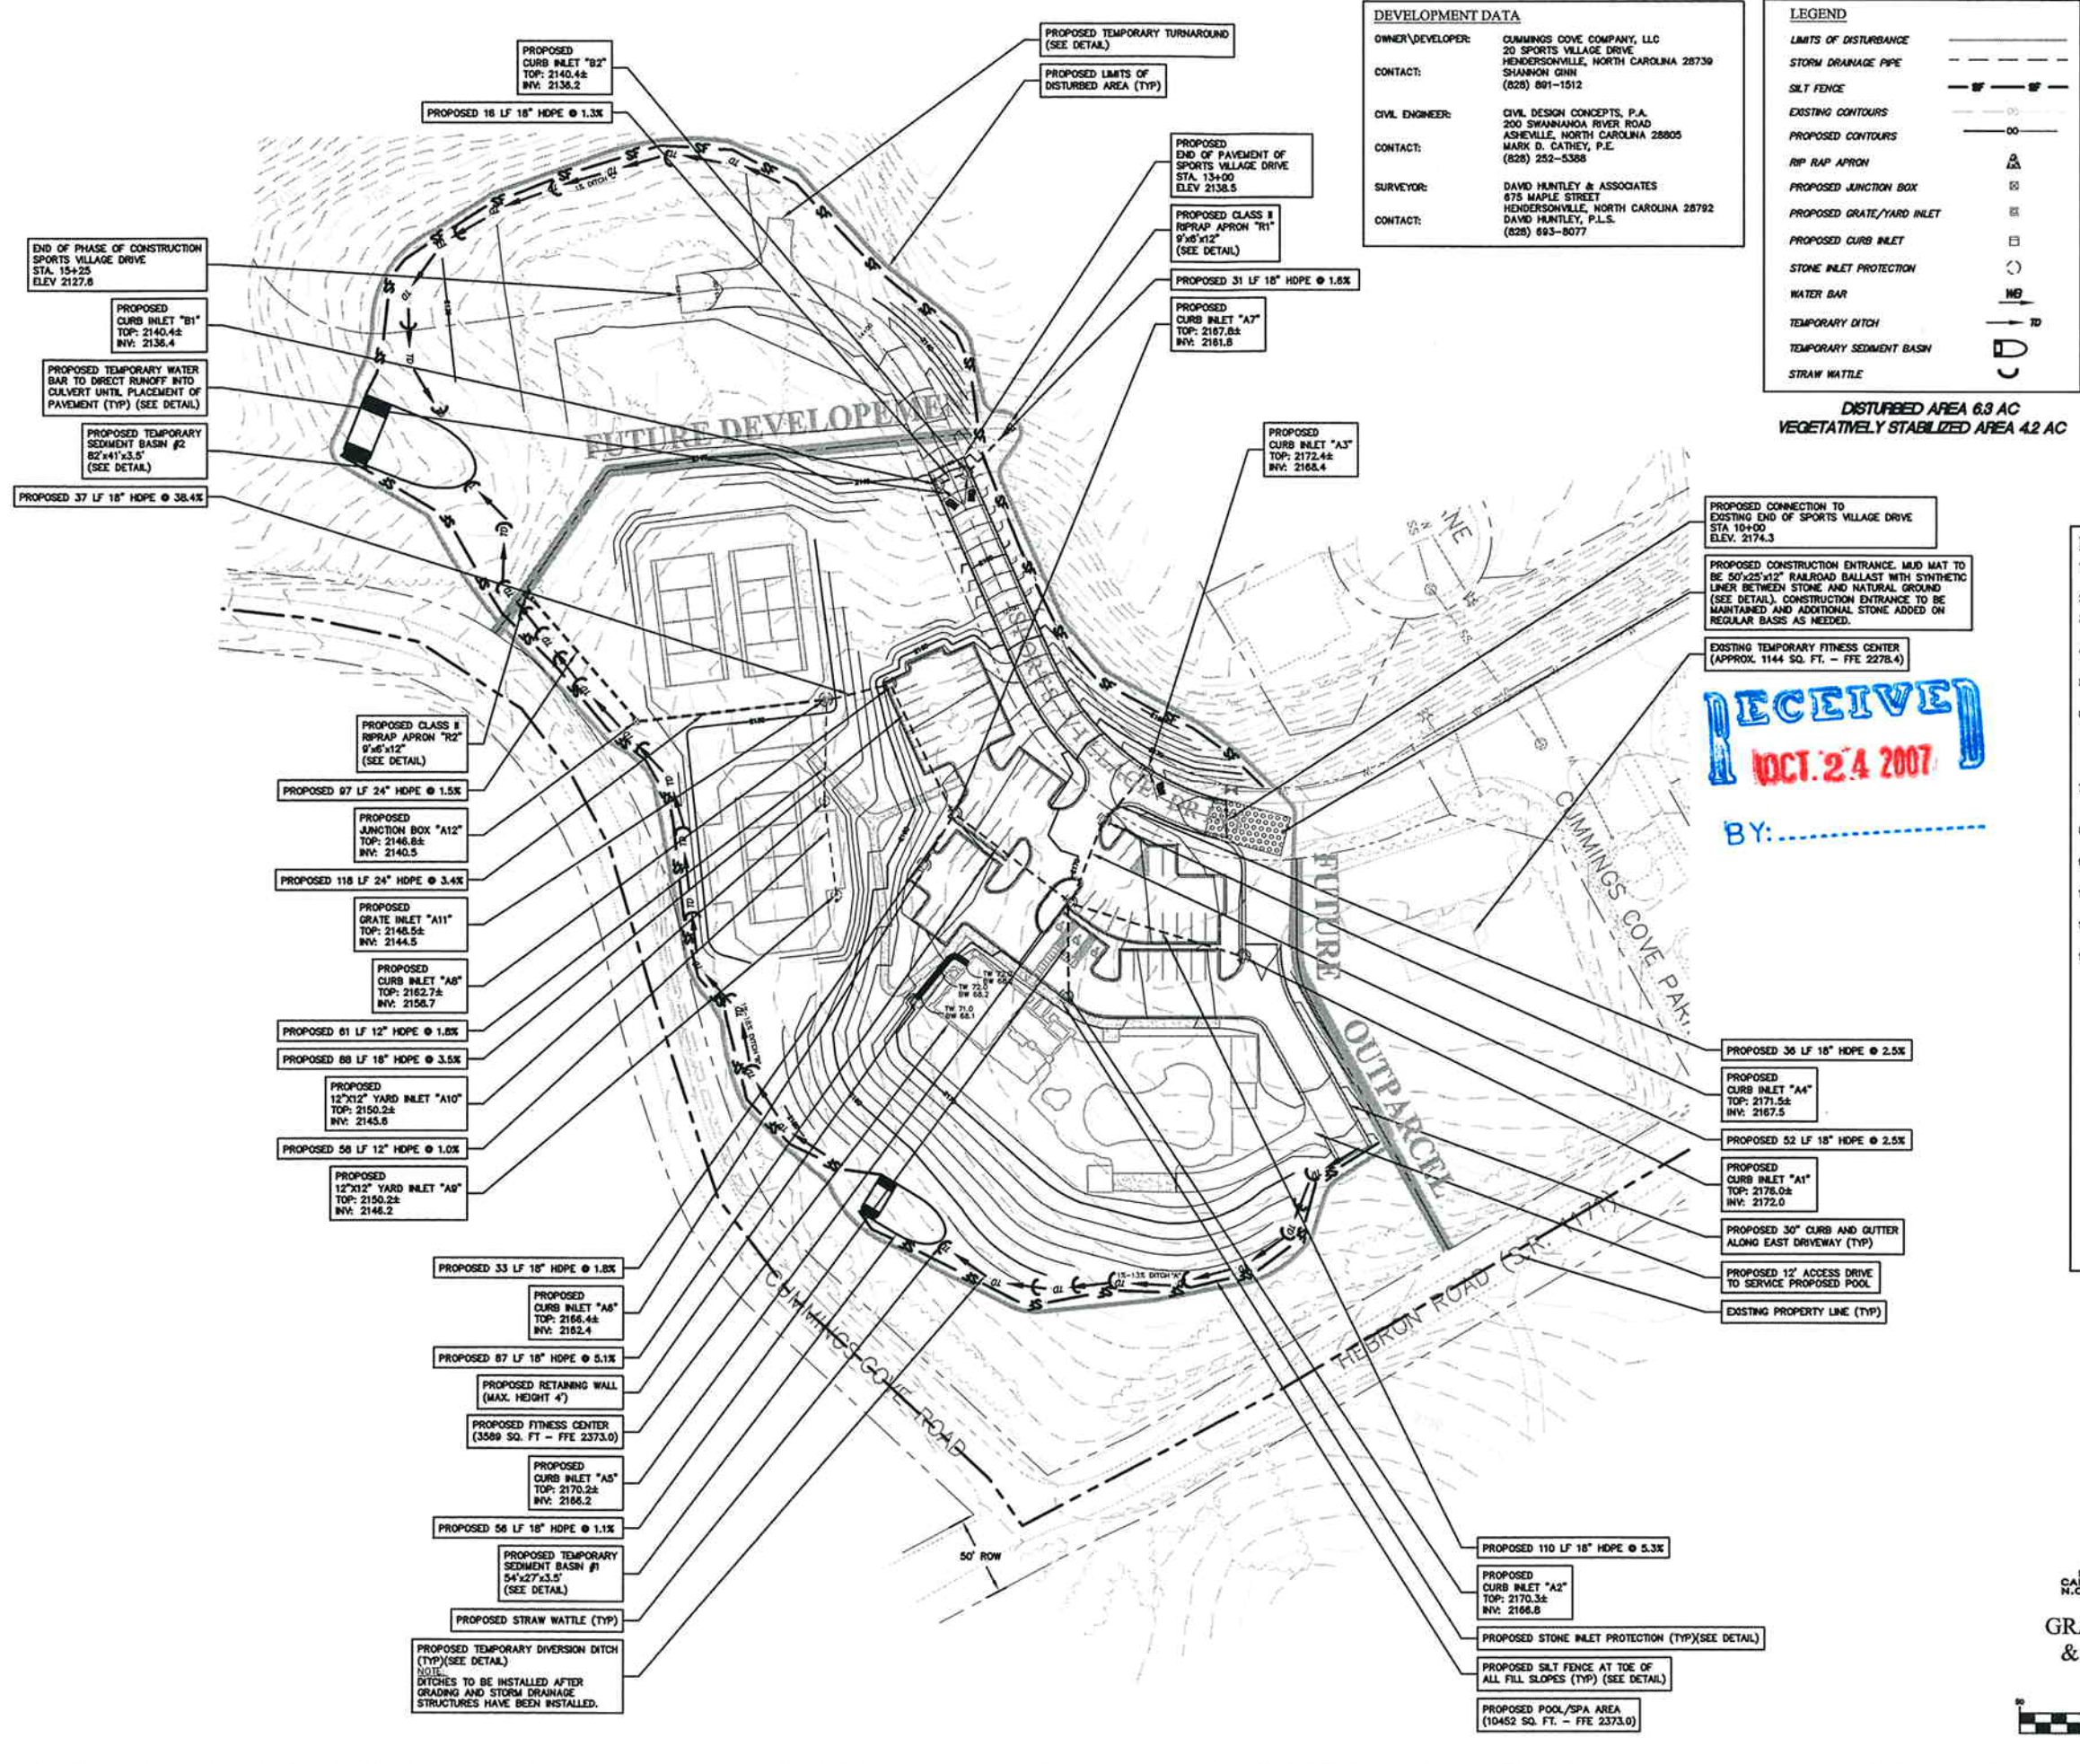 DEVELOPMENT DATA
OWNER\DEVELOPER:
CUMMINGS COVE COMPANY, LLC
20 SPORTS VILLAGE DRIVE
HENDERSONVILLE, NORTH CAROLINA 28739
CONTACT:
SHANNON GINN
(828) 891-1512
CIVIL ENGINEER:
CIVIL DESIGN CONCEPTS, P.A.
200 SWANNANOA RIVER ROAD
ASHEVILLE, NORTH CAROLINA 28805
CONTACT:
MARK D. CATHEY, P.E.
(828) 252-5388
SURVEYOR:
DAVID HUNTLEY & ASSOCIATES
675 MAPLE STREET
HENDERSONVILLE, NORTH CAROLINA 28792
CONTACT:
DAVID HUNTLEY, P.L.S.
(828) 693-8077
LEGEND
LIMITS OF DISTURBANCE
STORM DRAINAGE PIPE
SILT FENCE
EXISTING CONTOURS
PROPOSED CONTOURS
RIP RAP APRON
PROPOSED JUNCTION BOX
PROPOSED GRATE/YARD INLET
PROPOSED CURB INLET
STONE INLET PROTECTION
WATER BAR
WB
TEMPORARY DITCH
TD
TEMPORARY SEDIMENT BASIN
STRAW WATTLE
DISTURBED AREA 6.3 AC
VEGETATIVELY STABILIZED AREA 4.2 AC
PROPOSED
CURB INLET "B2"
TOP: 2140.4±
INV: 2136.2
PROPOSED 16 LF 18" HDPE @ 1.3%
PROPOSED TEMPORARY TURNAROUND
(SEE DETAIL)
PROPOSED LIMITS OF
DISTURBED AREA (TYP)
PROPOSED
END OF PAVEMENT OF
SPORTS VILLAGE DRIVE
STA. 13+00
ELEV 2138.5
PROPOSED CLASS II
RIPRAP APRON "R1"
9'x6'x12"
(SEE DETAIL)
PROPOSED 31 LF 18" HDPE @ 1.6%
PROPOSED
CURB INLET "A7"
TOP: 2167.8±
INV: 2161.8
PROPOSED
CURB INLET "A3"
TOP: 2172.4±
INV: 2168.4
END OF PHASE OF CONSTRUCTION
SPORTS VILLAGE DRIVE
STA. 15+25
ELEV 2127.8
PROPOSED
CURB INLET "B1"
TOP: 2140.4±
INV: 2136.4
PROPOSED TEMPORARY WATER
BAR TO DIRECT RUNOFF INTO
CULVERT UNTIL PLACEMENT OF
PAVEMENT (TYP) (SEE DETAIL)
PROPOSED TEMPORARY
SEDIMENT BASIN #2
82'x41'x3.5'
(SEE DETAIL)
PROPOSED 37 LF 18" HDPE @ 38.4%
FUTURE DEVELOPEMEN
PROPOSED CONNECTION TO
EXISTING END OF SPORTS VILLAGE DRIVE
STA 10+00
ELEV. 2174.3
PROPOSED CONSTRUCTION ENTRANCE. MUD MAT TO
BE 50'x25'x12" RAILROAD BALLAST WITH SYNTHETIC
LINER BETWEEN STONE AND NATURAL GROUND
(SEE DETAIL). CONSTRUCTION ENTRANCE TO BE
MAINTAINED AND ADDITIONAL STONE ADDED ON
REGULAR BASIS AS NEEDED.
EXISTING TEMPORARY FITNESS CENTER
(APPROX. 1144 SQ. FT. - FFE 2278.4)
RECEIVED
OCT. 24 2007
BY:
PROPOSED CLASS II
RIPRAP APRON "R2"
9'x6'x12"
(SEE DETAIL)
PROPOSED 97 LF 24" HDPE @ 1.5%
PROPOSED
JUNCTION BOX "A12"
TOP: 2146.8±
INV: 2140.5
PROPOSED 118 LF 24" HDPE @ 3.4%
PROPOSED
GRATE INLET "A11"
TOP: 2148.5±
INV: 2144.5
PROPOSED
CURB INLET "A8"
TOP: 2162.7±
INV: 2158.7
PROPOSED 61 LF 12" HDPE @ 1.8%
PROPOSED 88 LF 18" HDPE @ 3.5%
PROPOSED
12"X12" YARD INLET "A10"
TOP: 2150.2±
INV: 2145.6
PROPOSED 58 LF 12" HDPE @ 1.0%
PROPOSED
12"X12" YARD INLET "A9"
TOP: 2150.2±
INV: 2146.2
SPORTS VILLAGE DR
FUTURE OUTPARCEL
CUMMINGS COVE PARK
PROPOSED 36 LF 18" HDPE @ 2.5%
PROPOSED
CURB INLET "A4"
TOP: 2171.5±
INV: 2167.5
PROPOSED 52 LF 18" HDPE @ 2.5%
PROPOSED
CURB INLET "A1"
TOP: 2176.0±
INV: 2172.0
PROPOSED 30" CURB AND GUTTER
ALONG EAST DRIVEWAY (TYP)
PROPOSED 12' ACCESS DRIVE
TO SERVICE PROPOSED POOL
EXISTING PROPERTY LINE (TYP)
PROPOSED 33 LF 18" HDPE @ 1.8%
PROPOSED
CURB INLET "A6"
TOP: 2166.4±
INV: 2162.4
PROPOSED 87 LF 18" HDPE @ 5.1%
PROPOSED RETAINING WALL
(MAX. HEIGHT 4')
PROPOSED FITNESS CENTER
(3589 SQ. FT - FFE 2373.0)
PROPOSED
CURB INLET "A5"
TOP: 2170.2±
INV: 2166.2
PROPOSED 56 LF 18" HDPE @ 1.1%
PROPOSED TEMPORARY
SEDIMENT BASIN #1
54'x27'x3.5'
(SEE DETAIL)
PROPOSED STRAW WATTLE (TYP)
PROPOSED TEMPORARY DIVERSION DITCH
(TYP)(SEE DETAIL)
NOTE:
DITCHES TO BE INSTALLED AFTER
GRADING AND STORM DRAINAGE
STRUCTURES HAVE BEEN INSTALLED.
CUMMINGS COVE ROAD
HEBRON ROAD
50' ROW
PROPOSED 110 LF 18" HDPE @ 5.3%
PROPOSED
CURB INLET "A2"
TOP: 2170.3±
INV: 2166.8
PROPOSED STONE INLET PROTECTION (TYP)(SEE DETAIL)
PROPOSED SILT FENCE AT TOE OF
ALL FILL SLOPES (TYP) (SEE DETAIL)
PROPOSED POOL/SPA AREA
(10452 SQ. FT. - FFE 2373.0)